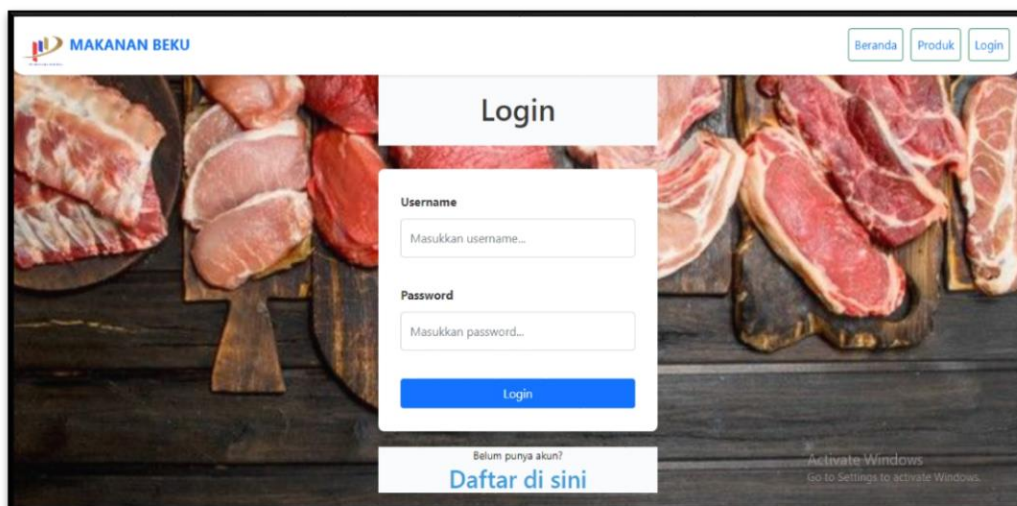 MAKANAN BEKU
Beranda Produk Login
Login
Username
Masukkan username...
Password
Masukkan password...
Login
Belum punya akun?
Daftar di sini
Activate Windows
Go to Settings to activate Windows.